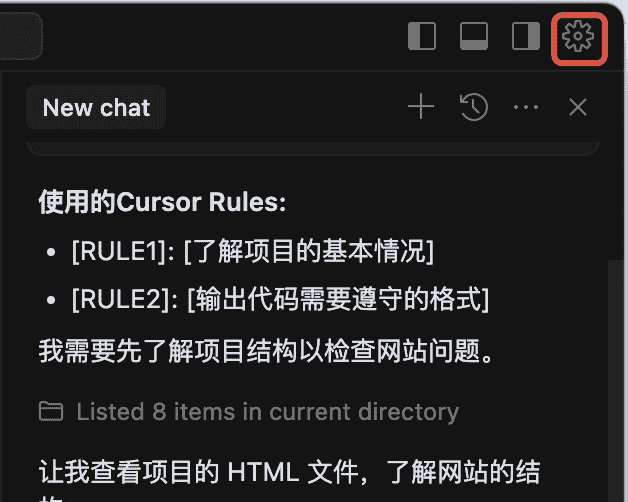 New chat
使用的Cursor Rules:
• [RULE1]: [了解项目的基本情况]
• [RULE2]: [输出代码需要遵守的格式]
我需要先了解项目结构以检查网站问题。
Listed 8 items in current directory
让我查看项目的 HTML 文件，了解网站的结